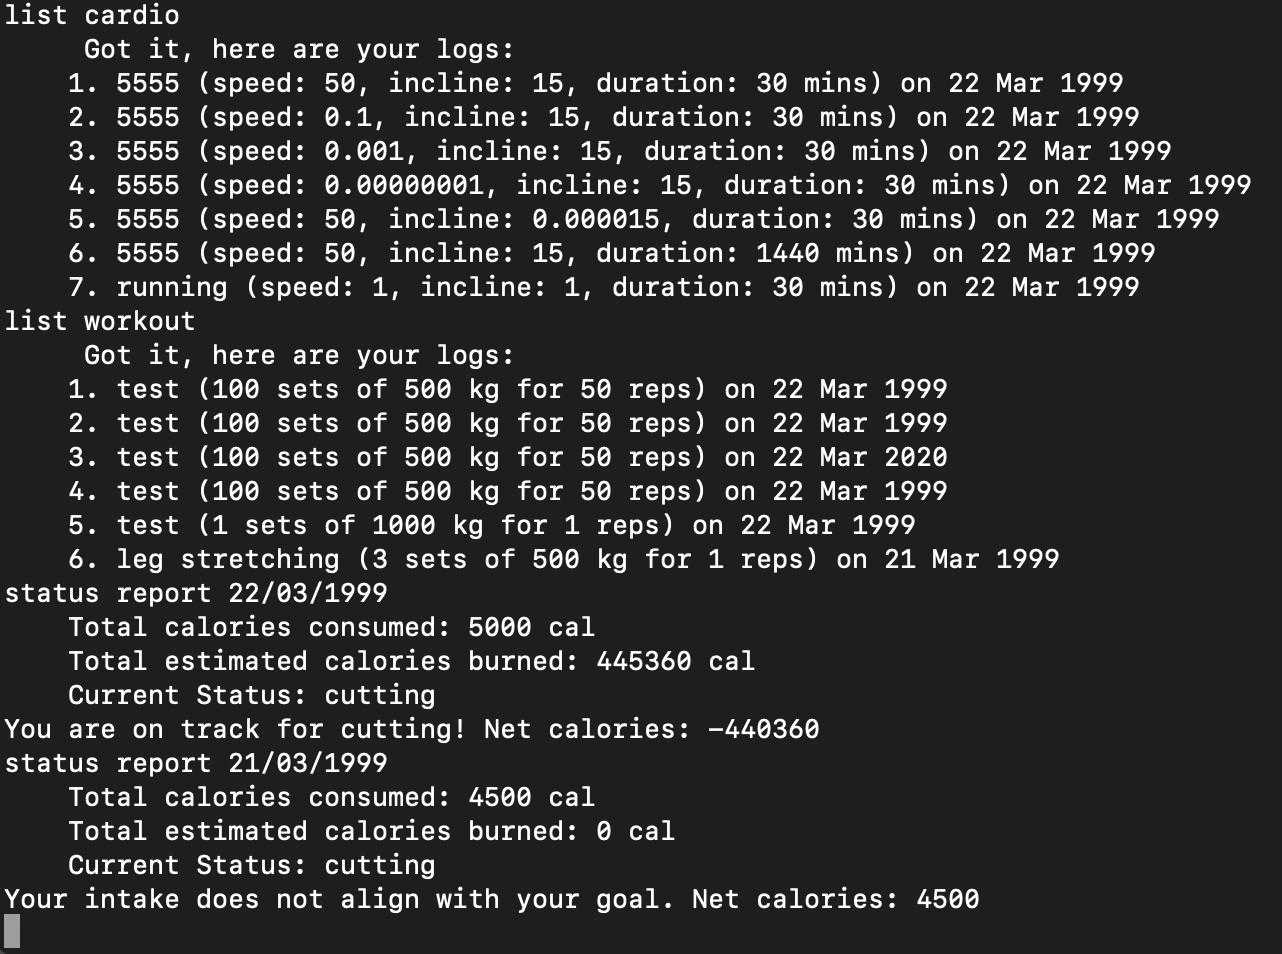 list cardio
Got it, here are your logs:
1. 5555 (speed: 50, incline: 15, duration: 30 mins) on 22 Mar 1999
2. 5555 (speed: 0.1, incline: 15, duration: 30 mins) on 22 Mar 1999
3. 5555 (speed: 0.001, incline: 15, duration: 30 mins) on 22 Mar 1999
4. 5555 (speed: 0.00000001, incline: 15, duration: 30 mins) on 22 Mar 1999
5. 5555 (speed: 50, incline: 0.000015, duration: 30 mins) on 22 Mar 1999
6. 5555 (speed: 50, incline: 15, duration: 1440 mins) on 22 Mar 1999
7. running (speed: 1, incline: 1, duration: 30 mins) on 22 Mar 1999
list workout
Got it, here are your logs:
1. test (100 sets of 500 kg for 50 reps) on 22 Mar 1999
2. test (100 sets of 500 kg for 50 reps) on 22 Mar 1999
3. test (100 sets of 500 kg for 50 reps) on 22 Mar 2020
4. test (100 sets of 500 kg for 50 reps) on 22 Mar 1999
5. test (1 sets of 1000 kg for 1 reps) on 22 Mar 1999
6. leg stretching (3 sets of 500 kg for 1 reps) on 21 Mar 1999
status report 22/03/1999
Total calories consumed: 5000 cal
Total estimated calories burned: 445360 cal
Current Status: cutting
You are on track for cutting! Net calories: -440360
status report 21/03/1999
Total calories consumed: 4500 cal
Total estimated calories burned: 0 cal
Current Status: cutting
Your intake does not align with your goal. Net calories: 4500